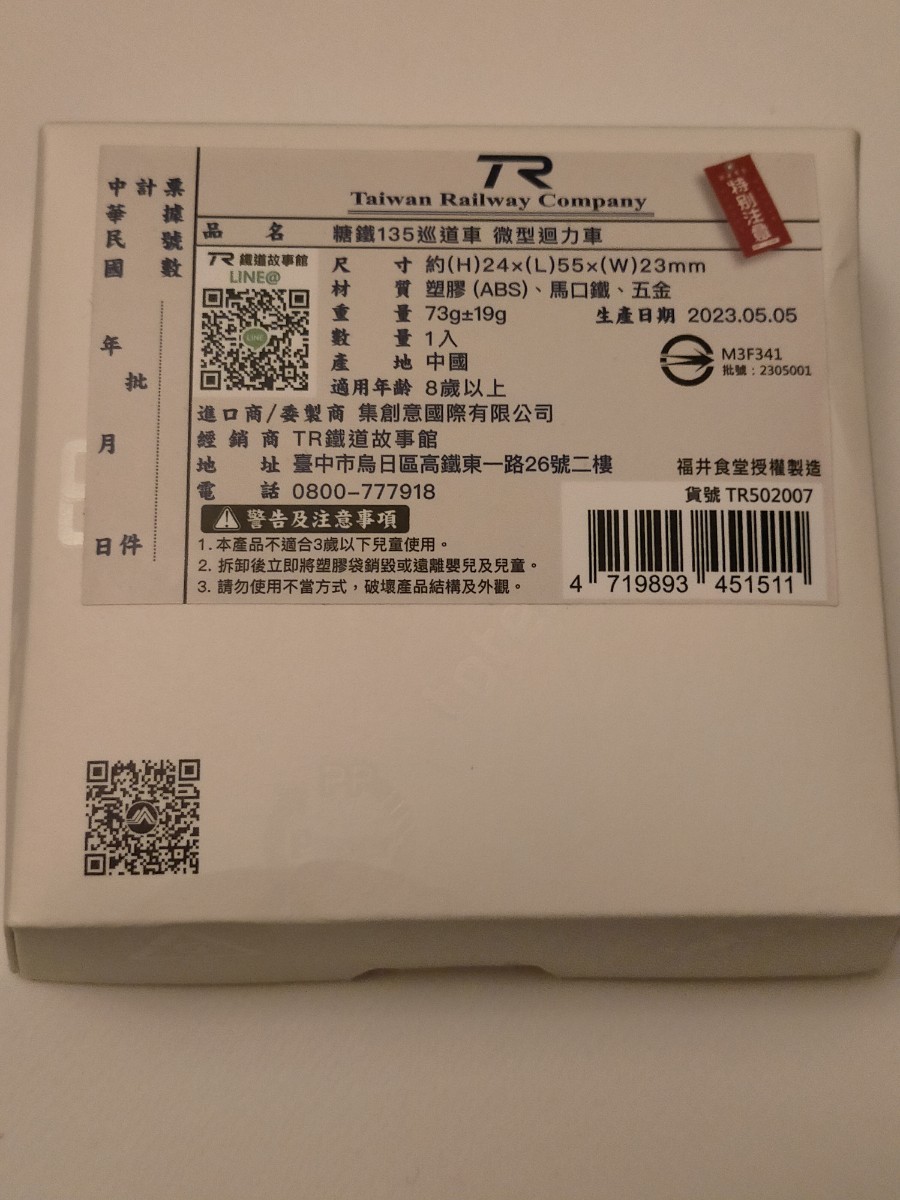 中計票
華 據
民 號
國 數
年
批
月
日件
TR
Taiwan Railway Company
特別注意
品名 糖鐵135巡道車 微型迴力車
TR 鐵道故事館
LINE@
LINE
尺寸 約(H)24×(L)55×(W)23mm
材質 塑膠 (ABS)、馬口鐵、五金
重量 73g±19g 生產日期 2023.05.05
數量 1入
產地 中國
適用年齡 8歲以上
M3F341
批號:2305001
進口商/委製商 集創意國際有限公司
經銷商 TR鐵道故事館
地址 臺中市烏日區高鐵東一路26號二樓
電話 0800-777918
福井食堂授權製造
貨號 TR502007
警告及注意事項
1. 本產品不適合3歲以下兒童使用。
2. 拆卸後立即將塑膠袋銷毀或遠離嬰兒及兒童。
3. 請勿使用不當方式,破壞產品結構及外觀。
4 719893 451511